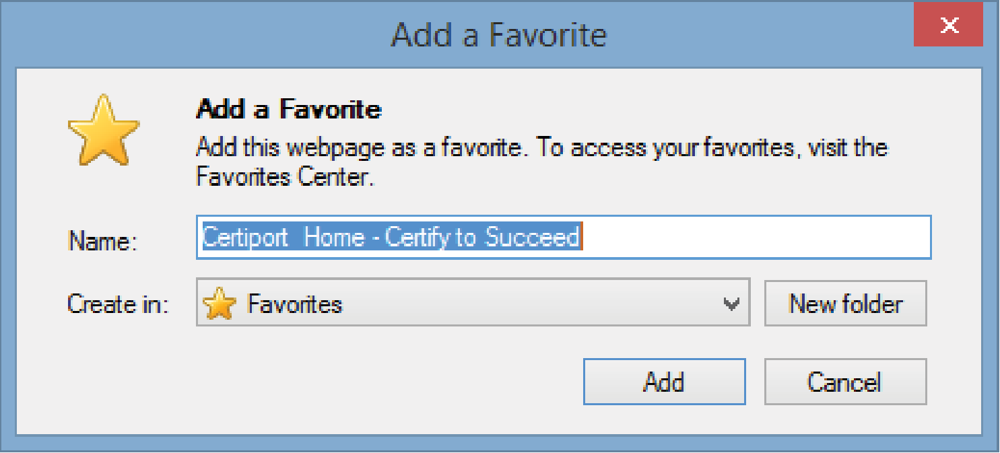 Add a Favorite
Add a Favorite
Add this webpage as a favorite. To access your favorites, visit the
Favorites Center.
Name: Certiport  Home - Certify to Succeed
Create in: Favorites New folder
Add Cancel